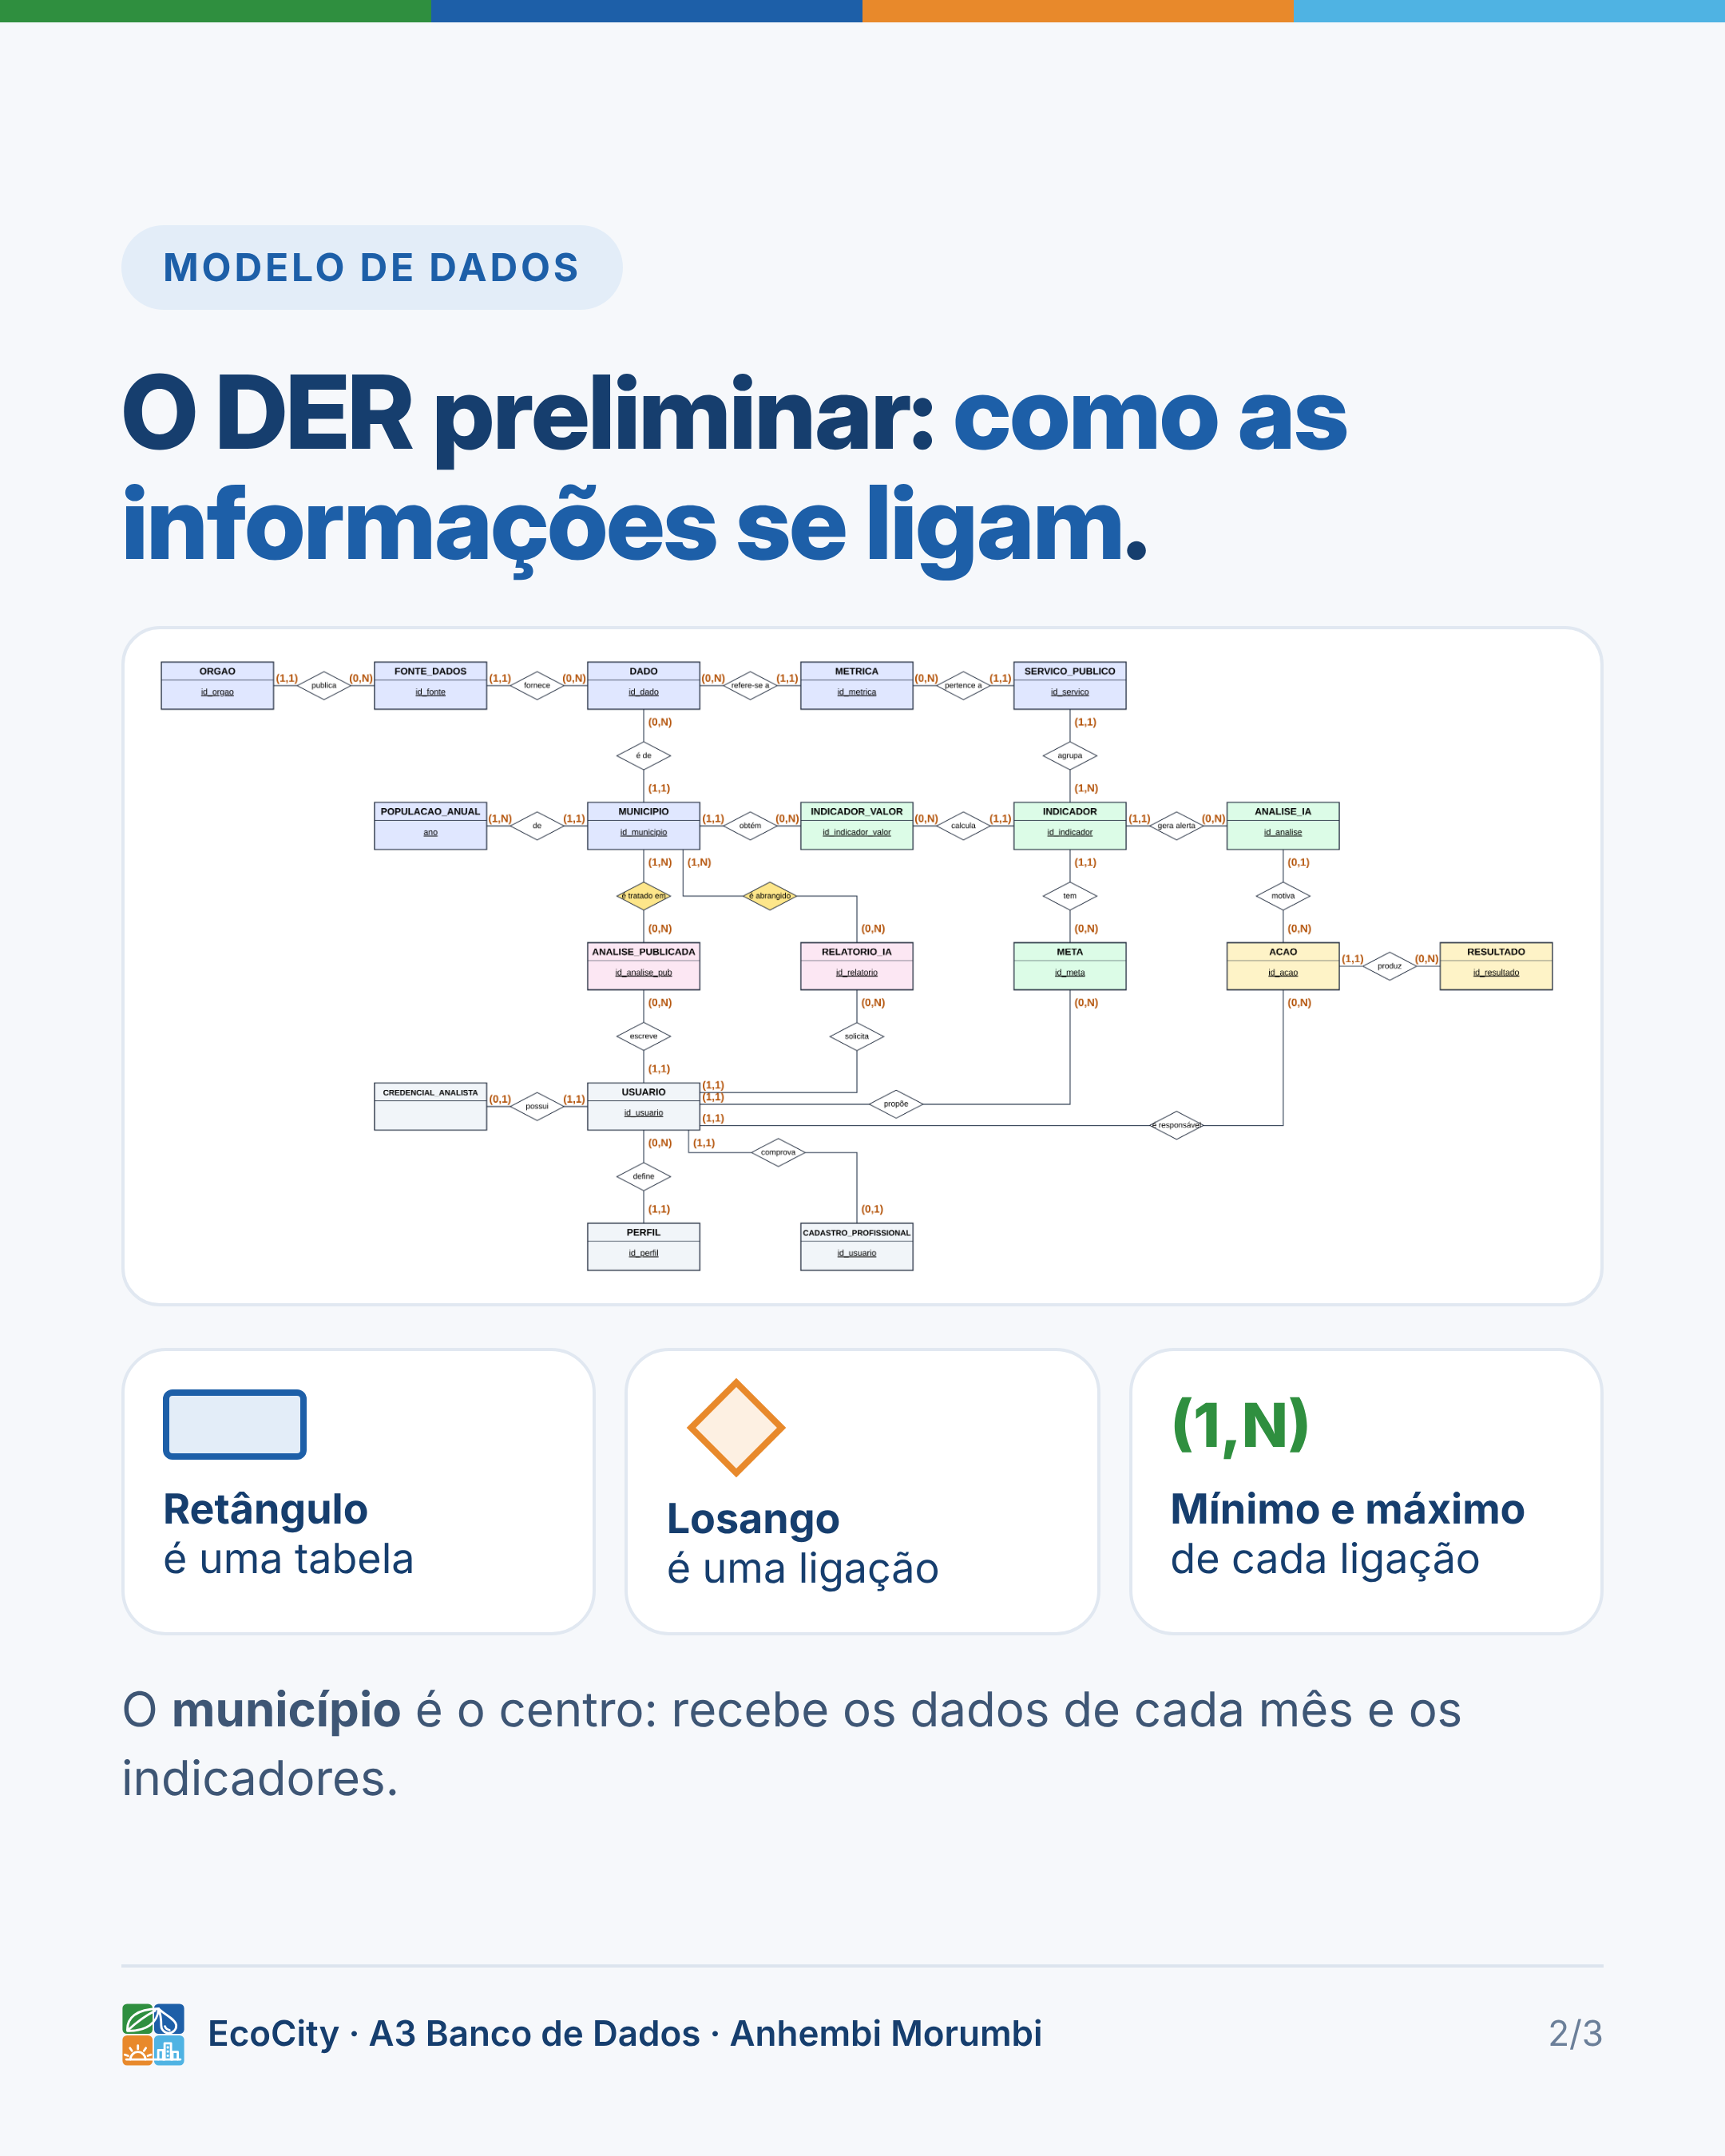 MODELO DE DADOS
O DER preliminar: como as
informações se ligam.
ORGAO
id_orgao
(1,1) publica (0,N)
FONTE_DADOS
id_fonte
(1,1) fornece (0,N)
DADO
id_dado
(0,N) refere-se a (1,1)
METRICA
id_metrica
(0,N) pertence a (1,1)
SERVICO_PUBLICO
id_servico
(0,N)
é de
(1,1)
(1,1)
agrupa
(1,N)
POPULACAO_ANUAL
ano
(1,N) de (1,1)
MUNICIPIO
id_municipio
(1,1) obtém (0,N)
INDICADOR_VALOR
id_indicador_valor
(0,N) calcula (1,1)
INDICADOR
id_indicador
(1,1) gera alerta (0,N)
ANALISE_IA
id_analise
(1,N)
é tratado em
(0,N)
(1,N)
é abrangido
(0,N)
(1,1)
tem
(0,N)
(0,1)
motiva
(0,N)
ANALISE_PUBLICADA
id_analise_pub
RELATORIO_IA
id_relatorio
META
id_meta
ACAO
id_acao
(1,1) produz (0,N)
RESULTADO
id_resultado
(0,N)
escreve
(1,1)
(0,N)
solicita
(1,1)
(0,N)
propõe
(1,1)
(0,N)
é responsável
(1,1)
CREDENCIAL_ANALISTA
(0,1) possui (1,1)
USUARIO
id_usuario
(0,N)
define
(1,1)
(1,1)
comprova
(0,1)
PERFIL
id_perfil
CADASTRO_PROFISSIONAL
id_usuario
Retângulo
é uma tabela
Losango
é uma ligação
(1,N)
Mínimo e máximo
de cada ligação
O município é o centro: recebe os dados de cada mês e os
indicadores.
EcoCity · A3 Banco de Dados · Anhembi Morumbi
2/3